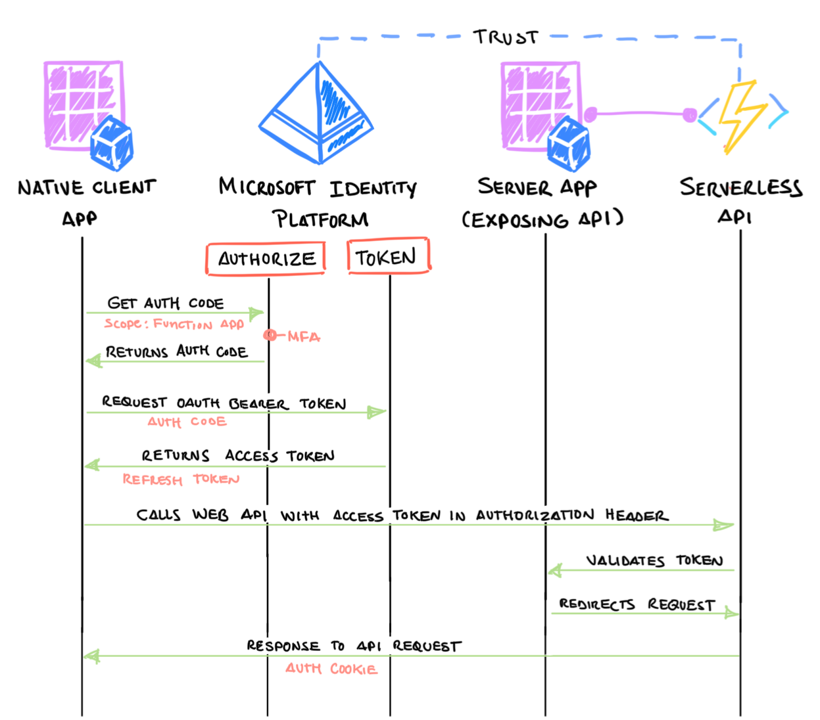 TRUST
NATIVE CLIENT
APP
MICROSOFT IDENTITY
PLATFORM
SERVER APP
(EXPOSING API)
SERVERLESS
API
AUTHORIZE
TOKEN
GET AUTH CODE
SCOPE: FUNCTION APP
MFA
RETURNS AUTH CODE
REQUEST OAUTH BEARER TOKEN
AUTH CODE
RETURNS ACCESS TOKEN
REFRESH TOKEN
CALLS WEB API WITH ACCESS TOKEN IN AUTHORIZATION HEADER
VALIDATES TOKEN
REDIRECTS REQUEST
RESPONSE TO API REQUEST
AUTH COOKIE